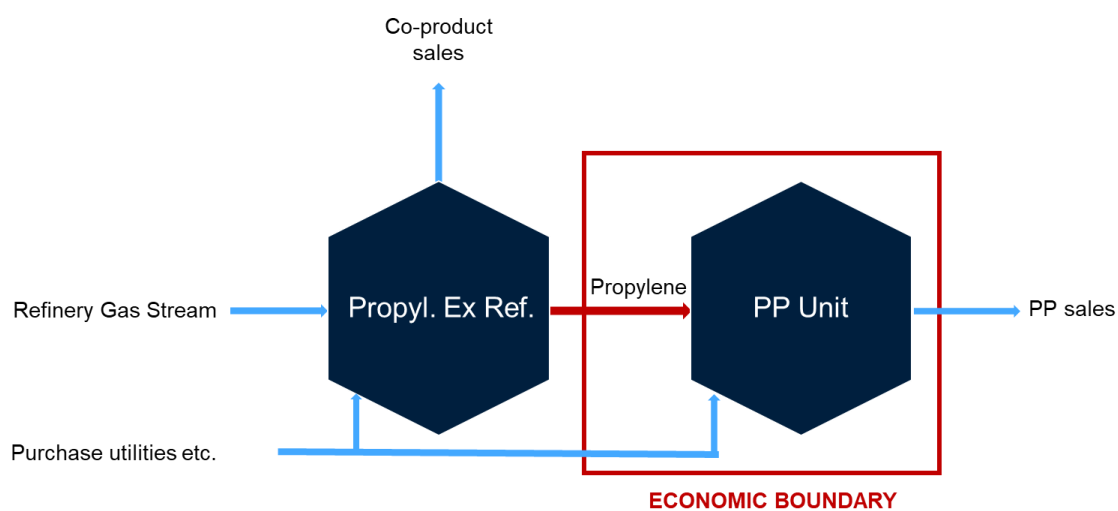 Co-product
sales
Propylene
Refinery Gas Stream
Propyl. Ex Ref.
PP Unit
PP sales
Purchase utilities etc.
ECONOMIC BOUNDARY